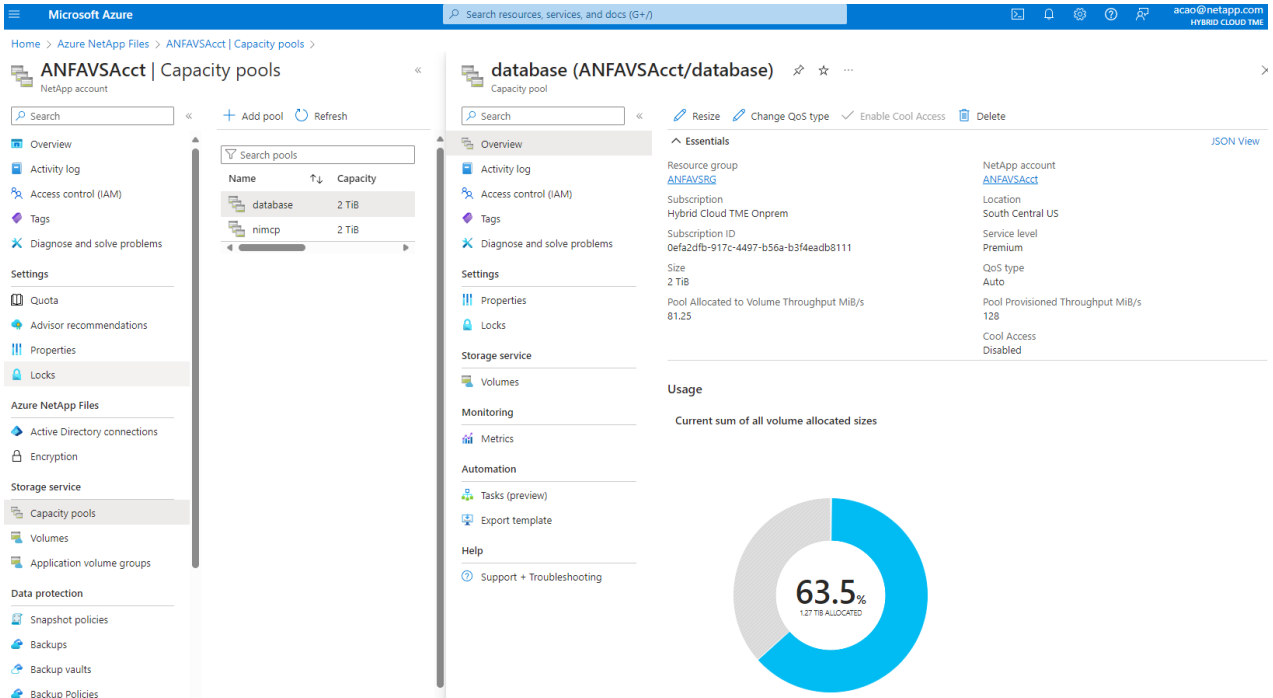 Microsoft Azure
Search resources, services, and docs (G+/)
acao@netapp.com
HYBRID CLOUD TME
Home > Azure NetApp Files > ANFAVSAcct | Capacity pools >
ANFAVSAcct | Capacity pools
NetApp account
Search
Overview
Activity log
Access control (IAM)
Tags
Diagnose and solve problems
Settings
Quota
Advisor recommendations
Properties
Locks
Azure NetApp Files
Active Directory connections
Encryption
Storage service
Capacity pools
Volumes
Application volume groups
Data protection
Snapshot policies
Backups
Backup vaults
Backup Policies
Add pool
Refresh
Search pools
Name Capacity
database 2 TiB
nimcp 2 TiB
database (ANFAVSAcct/database)
Capacity pool
Search
Overview
Activity log
Access control (IAM)
Tags
Diagnose and solve problems
Settings
Properties
Locks
Storage service
Volumes
Monitoring
Metrics
Automation
Tasks (preview)
Export template
Help
Support + Troubleshooting
Resize
Change QoS type
Enable Cool Access
Delete
Essentials
JSON View
Resource group
ANFAVSRG
Subscription
Hybrid Cloud TME Onprem
Subscription ID
0efa2dfb-917c-4497-b56a-b3f4eadb8111
Size
2 TiB
Pool Allocated to Volume Throughput MiB/s
81.25
NetApp account
ANFAVSAcct
Location
South Central US
Service level
Premium
QoS type
Auto
Pool Provisioned Throughput MiB/s
128
Cool Access
Disabled
Usage
Current sum of all volume allocated sizes
63.5%
1.27 TIB ALLOCATED